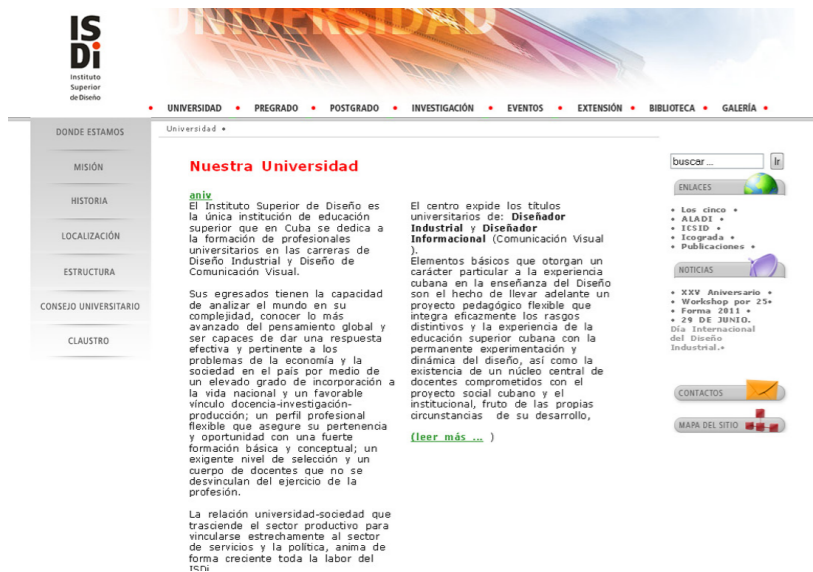 UNIVERSIDAD
ISDi
Instituto
Superior
de Diseño
• UNIVERSIDAD • PREGRADO • POSTGRADO • INVESTIGACIÓN • EVENTOS • EXTENSIÓN • BIBLIOTECA • GALERÍA •
DONDE ESTAMOS
MISIÓN
HISTORIA
LOCALIZACIÓN
ESTRUCTURA
CONSEJO UNIVERSITARIO
CLAUSTRO
Universidad •
Nuestra Universidad
aniv
El Instituto Superior de Diseño es
la única institución de educación
superior que en Cuba se dedica a
la formación de profesionales
universitarios en las carreras de
Diseño Industrial y Diseño de
Comunicación Visual.
Sus egresados tienen la capacidad
de analizar el mundo en su
complejidad, conocer lo más
avanzado del pensamiento global y
ser capaces de dar una respuesta
efectiva y pertinente a los
problemas de la economía y la
sociedad en el país por medio de
un elevado grado de incorporación a
la vida nacional y un favorable
vínculo docencia-investigación-
producción; un perfil profesional
flexible que asegure su pertenencia
y oportunidad con una fuerte
formación básica y conceptual; un
exigente nivel de selección y un
cuerpo de docentes que no se
desvinculan del ejercicio de la
profesión.
La relación universidad-sociedad que
trasciende el sector productivo para
vincularse estrechamente al sector
de servicios y la política, anima de
forma creciente toda la labor del
ISDi
El centro expide los títulos
universitarios de: Diseñador
Industrial y Diseñador
Informacional (Comunicación Visual
).
Elementos básicos que otorgan un
carácter particular a la experiencia
cubana en la enseñanza del Diseño
son el hecho de llevar adelante un
proyecto pedagógico flexible que
integra eficazmente los rasgos
distintivos y la experiencia de la
educación superior cubana con la
permanente experimentación y
dinámica del diseño, así como la
existencia de un núcleo central de
docentes comprometidos con el
proyecto social cubano y el
institucional, fruto de las propias
circunstancias de su desarrollo,
(leer más ... )
buscar ... Ir
ENLACES
• Los cinco •
• ALADI •
• ICSID •
• Icograda •
• Publicaciones •
NOTICIAS
• XXV Aniversario •
• Workshop por 25•
• Forma 2011 •
• 29 DE JUNIO.
Día Internacional
del Diseño
Industrial.•
CONTACTOS
MAPA DEL SITIO